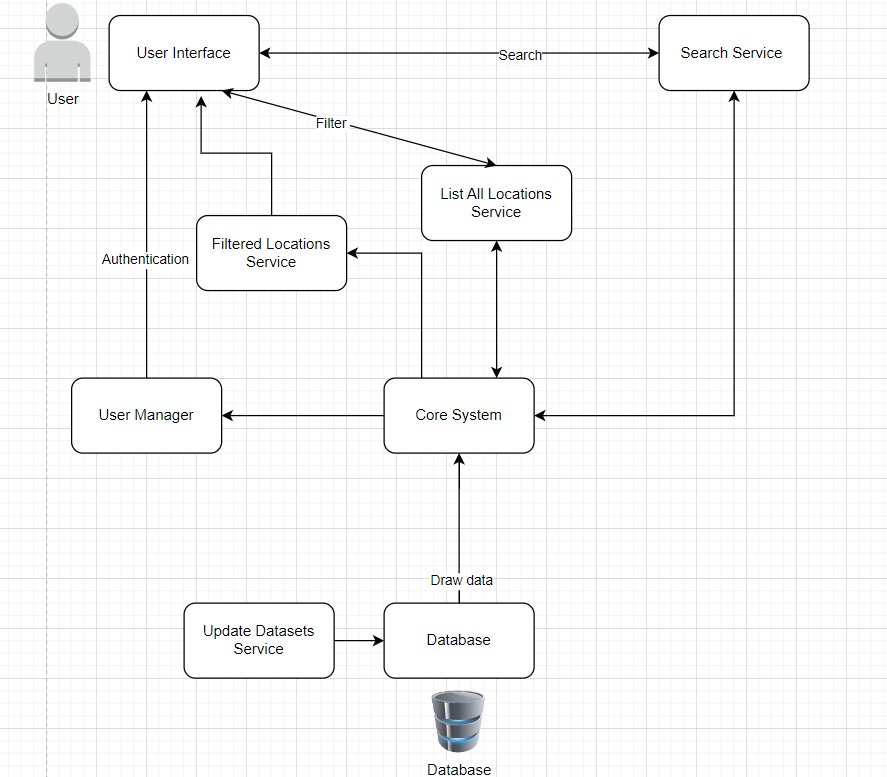 User Interface
Search
Search Service
User
Filter
List All Locations
Service
Filtered Locations
Service
Authentication
User Manager
Core System
Draw data
Update Datasets
Service
Database
Database